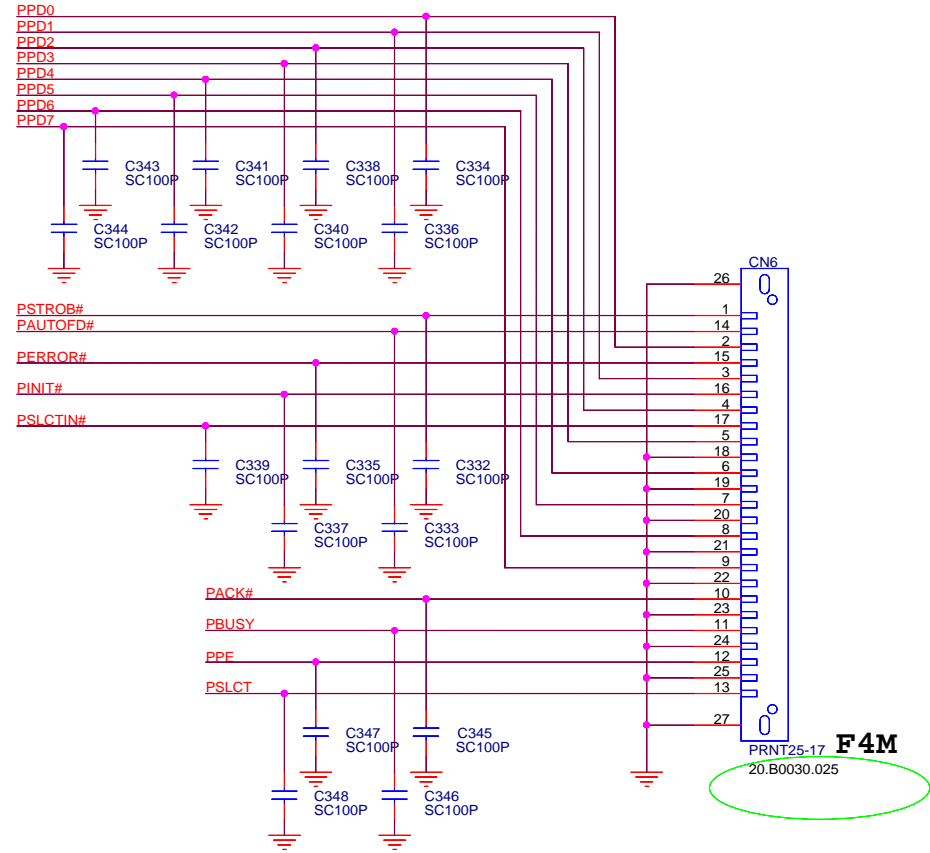 PPD0
PPD1
PPD2
PPD3
PPD4
PPD5
PPD6
PPD7
C343
SC100P
C341
SC100P
C338
SC100P
C334
SC100P
C344
SC100P
C342
SC100P
C340
SC100P
C336
SC100P
CN6
26
PSTROB#
1
PAUTOFD#
14
2
PERROR#
15
3
PINIT#
16
4
PSLCTIN#
17
5
18
6
19
7
20
8
21
9
22
10
23
11
24
12
25
13
27
C339
SC100P
C335
SC100P
C332
SC100P
C337
SC100P
C333
SC100P
PACK#
PBUSY
PPE
PSLCT
C347
SC100P
C345
SC100P
C348
SC100P
C346
SC100P
PRNT25-17
F4M
20.B0030.025